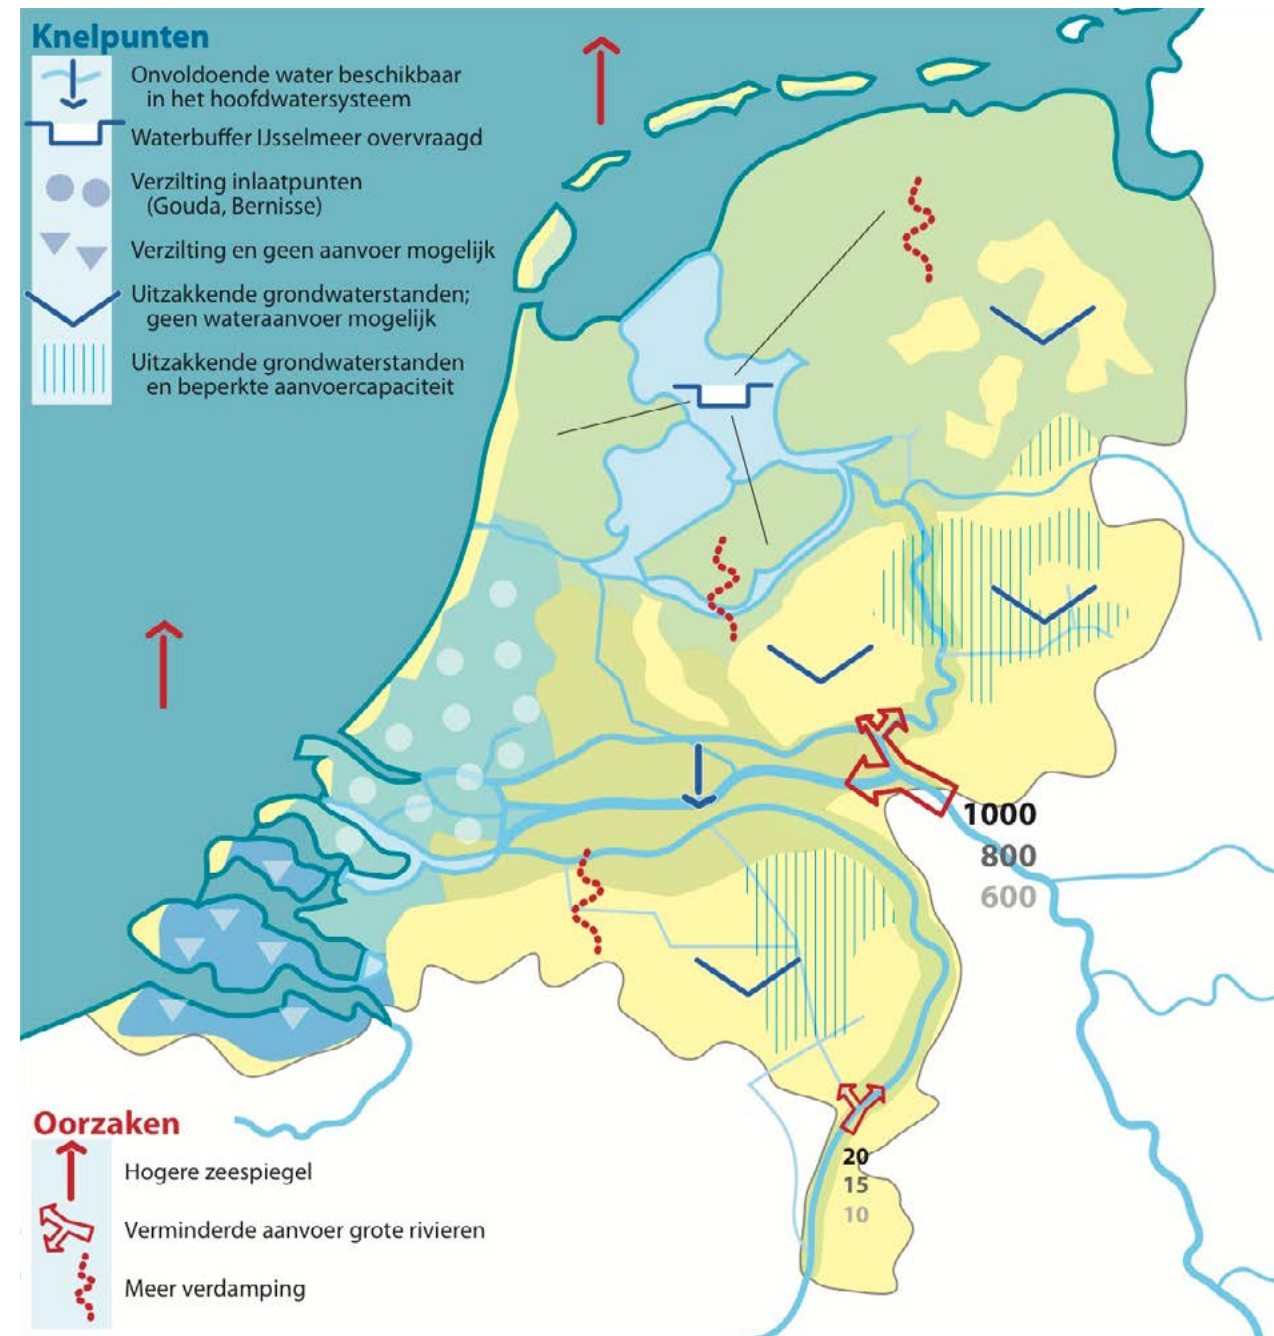 Knelpunten
Onvoldoende water beschikbaar
in het hoofdwatersysteem
Waterbuffer IJsselmeer overvraagd
Verzilting inlaatpunten
(Gouda, Bernisse)
Verzilting en geen aanvoer mogelijk
Uitzakkende grondwaterstanden;
geen wateraanvoer mogelijk
Uitzakkende grondwaterstanden
en beperkte aanvoercapaciteit
1000
800
600
20
15
10
Oorzaken
Hogere zeespiegel
Verminderde aanvoer grote rivieren
Meer verdamping